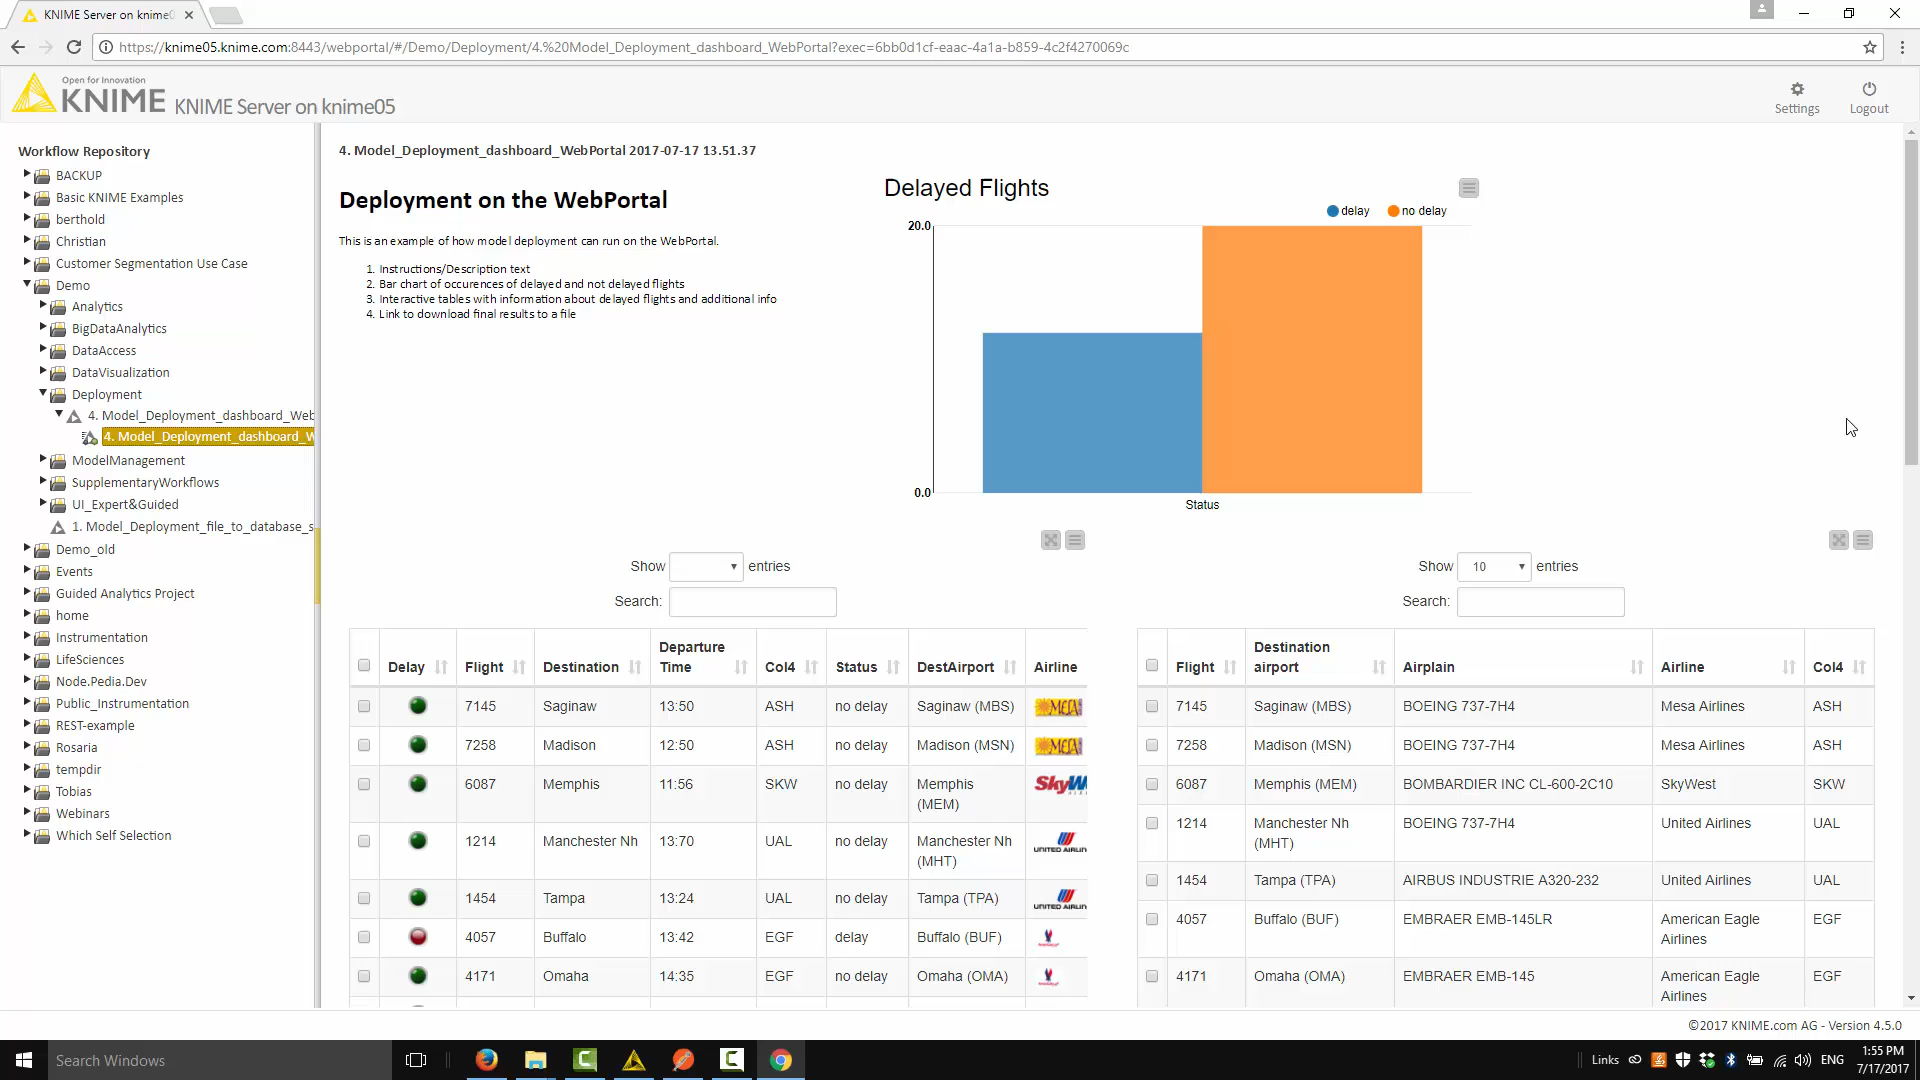 KNIME Server on knime0
https://knime05.knime.com:8443/webportal/#/Demo/Deployment/4.%20Model_Deployment_dashboard_WebPortal?exec=6bb0d1cf-eaac-4a1a-b859-4c2f4270069c
Open for Innovation
KNIME KNIME Server on knime05
Settings Logout
Workflow Repository
BACKUP
Basic KNIME Examples
berthold
Christian
Customer Segmentation Use Case
Demo
Analytics
BigDataAnalytics
DataAccess
DataVisualization
Deployment
4. Model_Deployment_dashboard_Web
4. Model_Deployment_dashboard_W
ModelManagement
SupplementaryWorkflows
UI_Expert&Guided
1. Model_Deployment_file_to_database_s
Demo_old
Events
Guided Analytics Project
home
Instrumentation
LifeSciences
Node.Pedia.Dev
Public_Instrumentation
REST-example
Rosaria
tempdir
Tobias
Webinars
Which Self Selection
4. Model_Deployment_dashboard_WebPortal 2017-07-17 13.51.37
Deployment on the WebPortal
This is an example of how model deployment can run on the WebPortal.
1. Instructions/Description text
2. Bar chart of occurences of delayed and not delayed flights
3. Interactive tables with information about delayed flights and additional info
4. Link to download final results to a file
Delayed Flights
delay no delay
20.0
0.0
Status
Show entries
Search:
Delay Flight Destination Departure Time Col4 Status DestAirport Airline
7145 Saginaw 13:50 ASH no delay Saginaw (MBS) MESA
7258 Madison 12:50 ASH no delay Madison (MSN) MESA
6087 Memphis 11:56 SKW no delay Memphis (MEM) SkyW
1214 Manchester Nh 13:70 UAL no delay Manchester Nh (MHT) UNITED AIRLIN
1454 Tampa 13:24 UAL no delay Tampa (TPA) UNITED AIRLIN
4057 Buffalo 13:42 EGF delay Buffalo (BUF)
4171 Omaha 14:35 EGF no delay Omaha (OMA)
Show 10 entries
Search:
Flight Destination airport Airplain Airline Col4
7145 Saginaw (MBS) BOEING 737-7H4 Mesa Airlines ASH
7258 Madison (MSN) BOEING 737-7H4 Mesa Airlines ASH
6087 Memphis (MEM) BOMBARDIER INC CL-600-2C10 SkyWest SKW
1214 Manchester Nh (MHT) BOEING 737-7H4 United Airlines UAL
1454 Tampa (TPA) AIRBUS INDUSTRIE A320-232 United Airlines UAL
4057 Buffalo (BUF) EMBRAER EMB-145LR American Eagle Airlines EGF
4171 Omaha (OMA) EMBRAER EMB-145 American Eagle Airlines EGF
©2017 KNIME.com AG - Version 4.5.0
Search Windows
Links ENG
1:55 PM
7/17/2017